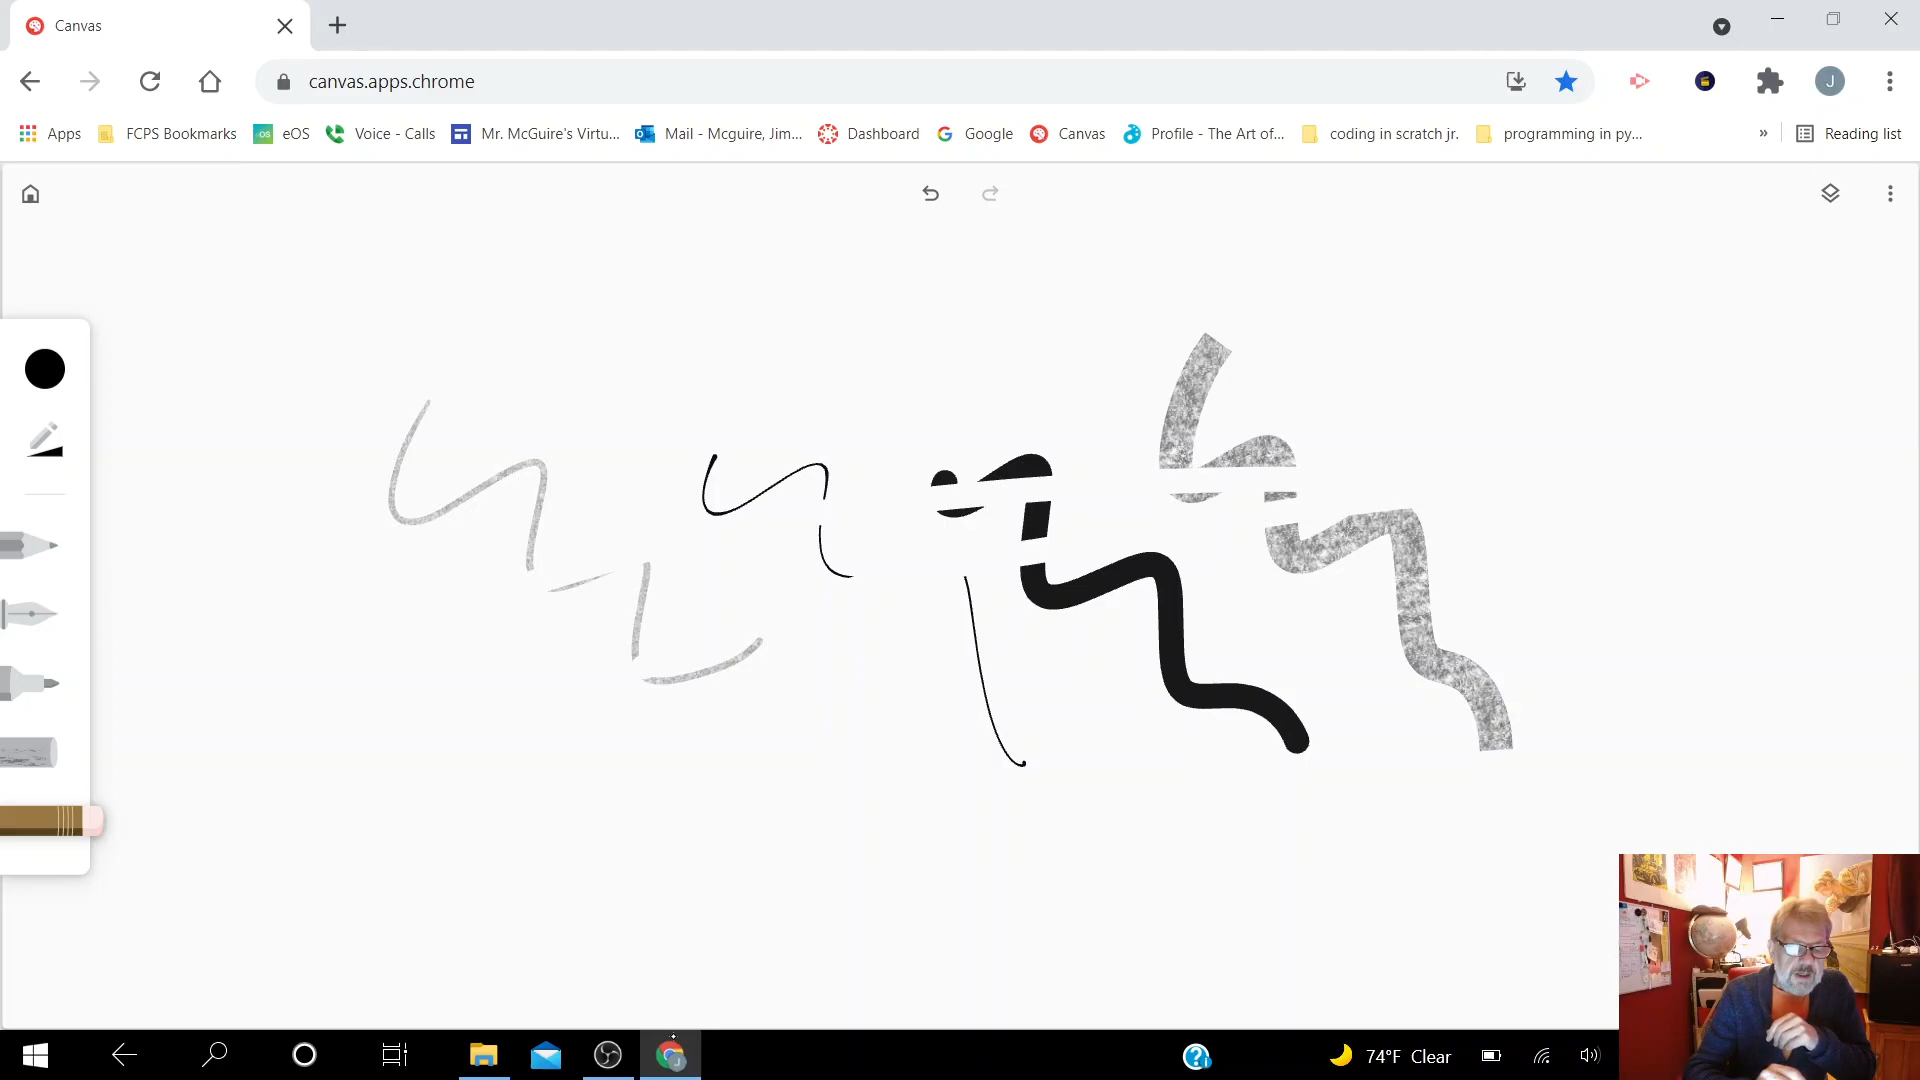 Canvas
canvas.apps.chrome
J
Apps FCPS Bookmarks eOS Voice - Calls Mr. McGuire's Virtu... Mail - Mcguire, Jim... Dashboard Google Canvas Profile - The Art of... coding in scratch jr. programming in py... » Reading list
74°F Clear